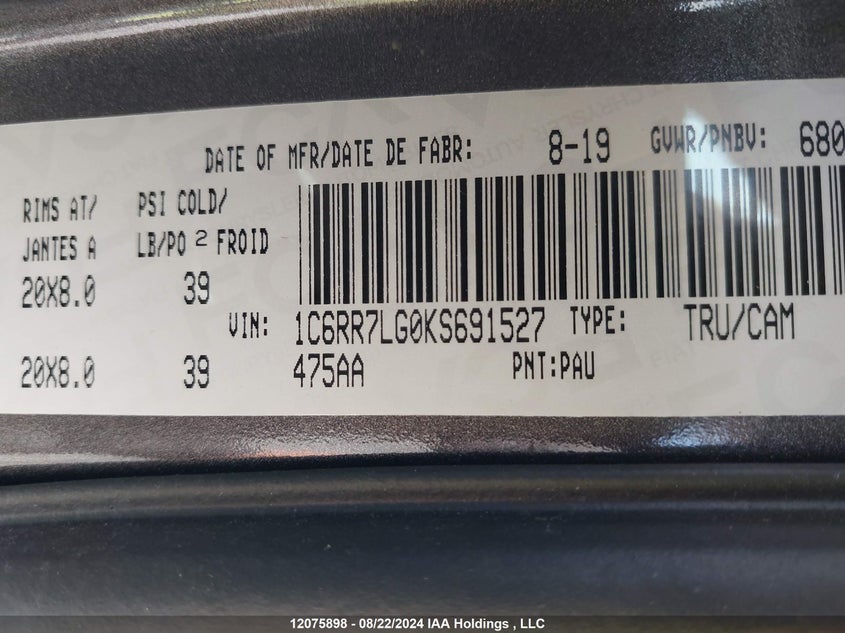 DATE OF MFR/DATE DE FABR: 8-19 GVWR/PNBV: 680
RIMS AT/ PSI COLD/
JANTES A LB/PO 2 FROID
20X8.0 39
VIN: 1C6RR7LG0KS691527 TYPE: TRU/CAM
20X8.0 39 475AA PNT:PAU
12075898 - 08/22/2024 IAA Holdings , LLC